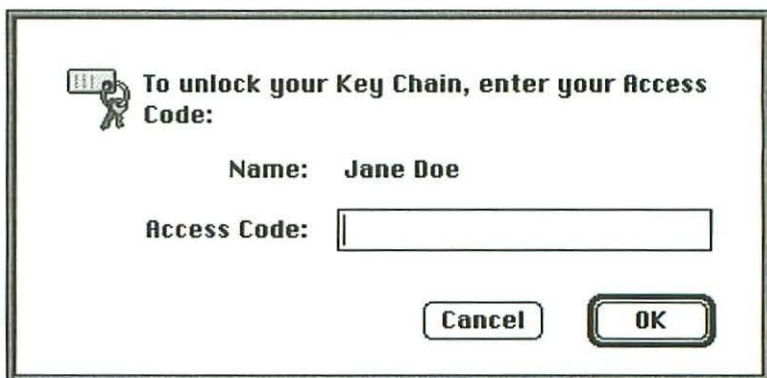 To unlock your Key Chain, enter your Access
Code:
Name: Jane Doe
Access Code:
Cancel OK